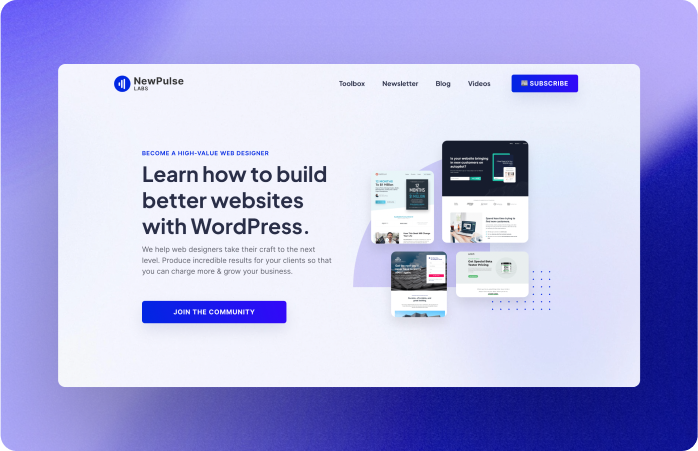 NewPulse
LABS
Toolbox Newsletter Blog Videos SUBSCRIBE
BECOME A HIGH-VALUE WEB DESIGNER
Learn how to build
better websites
with WordPress.
We help web designers take their craft to the next
level. Produce incredible results for your clients so that
you can charge more & grow your business.
JOIN THE COMMUNITY
Is your website bringing
in new customers on
autopilot?
12
MONTHS